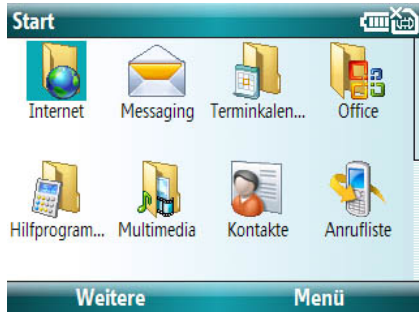 Start
Internet Messaging Terminkalen... Office
Hilfprogram... Multimedia Kontakte Anrufliste
Weitere Menü